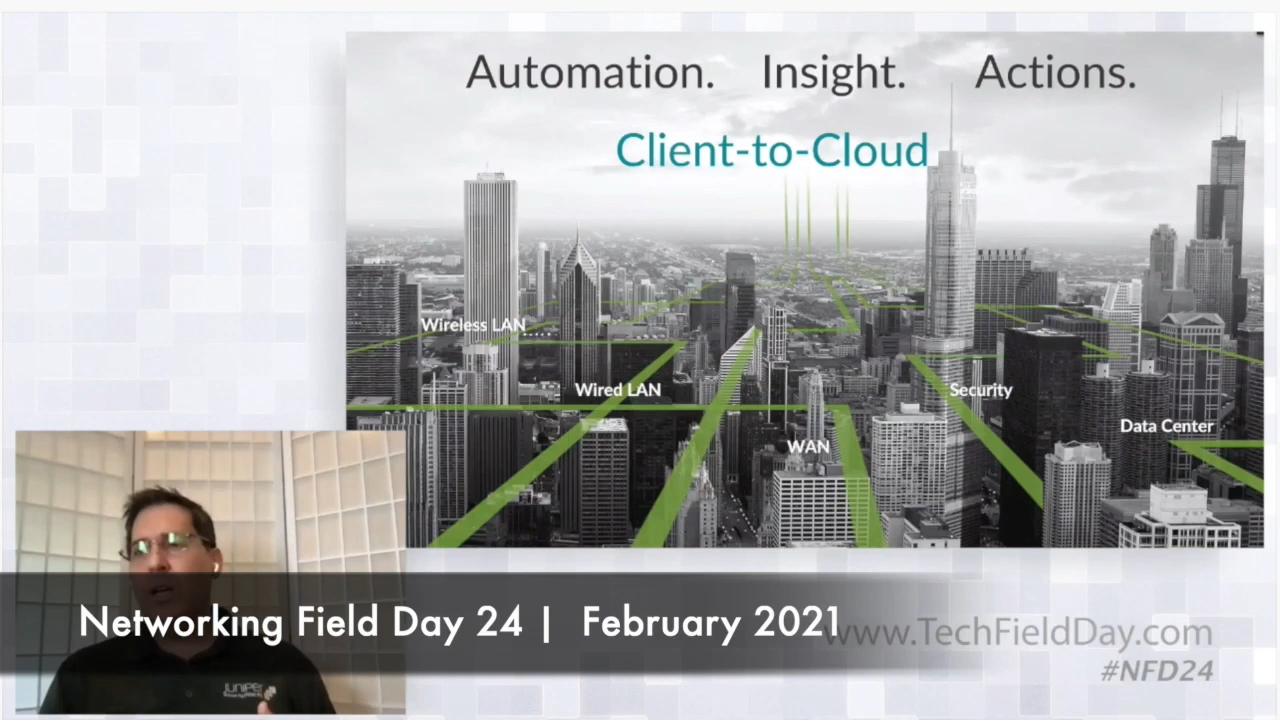 Automation. Insight. Actions.
Client-to-Cloud
Wireless LAN
Wired LAN
Security
Data Center
WAN
Networking Field Day 24 | February 2021
www.TechFieldDay.com
#NFD24
JUNIPEr